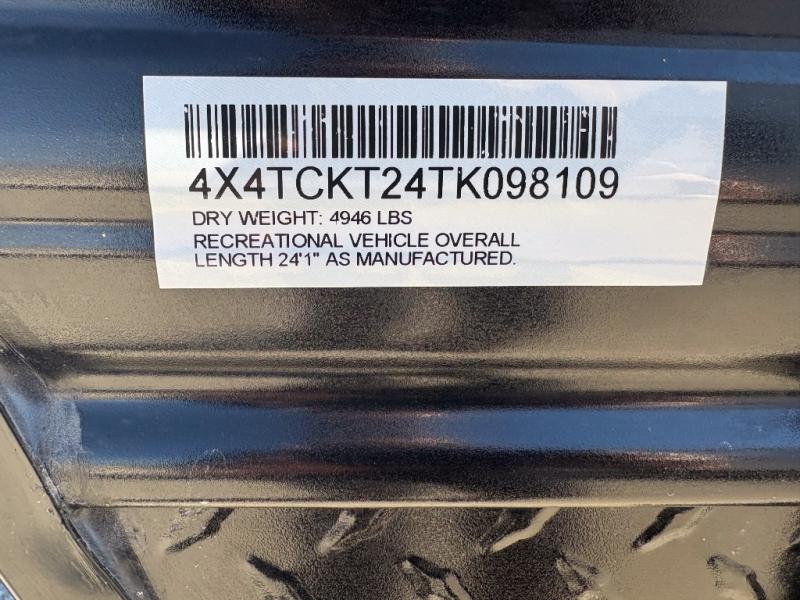 4X4TCKT24TK098109
DRY WEIGHT: 4946 LBS
RECREATIONAL VEHICLE OVERALL
LENGTH 24'1" AS MANUFACTURED.